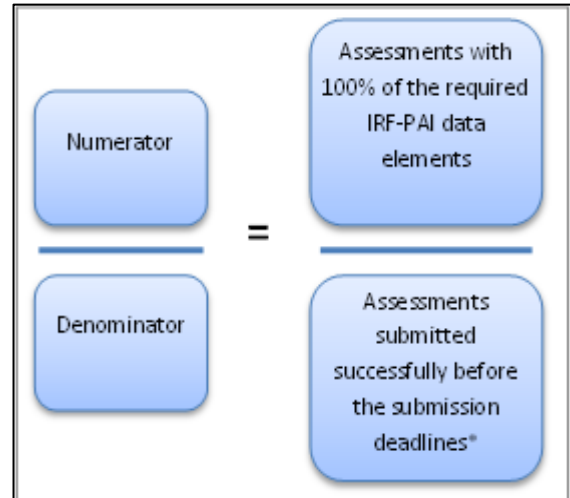 Numerator
Denominator
=
Assessments with
100% of the required
IRF-PAI data
elements
Assessments
submitted
successfully before
the submission
deadlines*